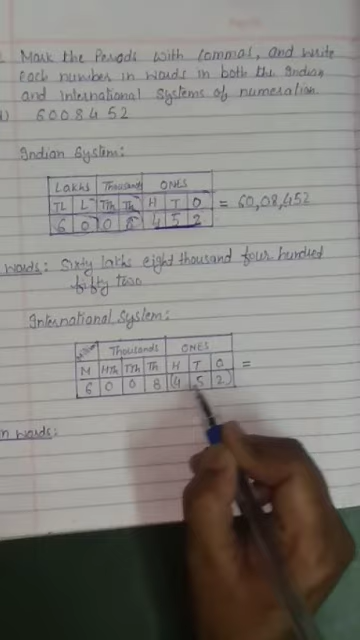 Mark the Periods with Commas, and write
Each number in words in both the Indian
and International Systems of numeration.
6008452
Indian System:
Lakhs Thousand ONES
TL L TTh Th H T O
6 0 0 8 4 5 2 = 60,08,452
words: Sixty lakhs eight thousand four hundred
fifty two
International System:
Thousands ONES
M HTh TTh Th H T O =
6 0 0 8 4 5 2
n words: